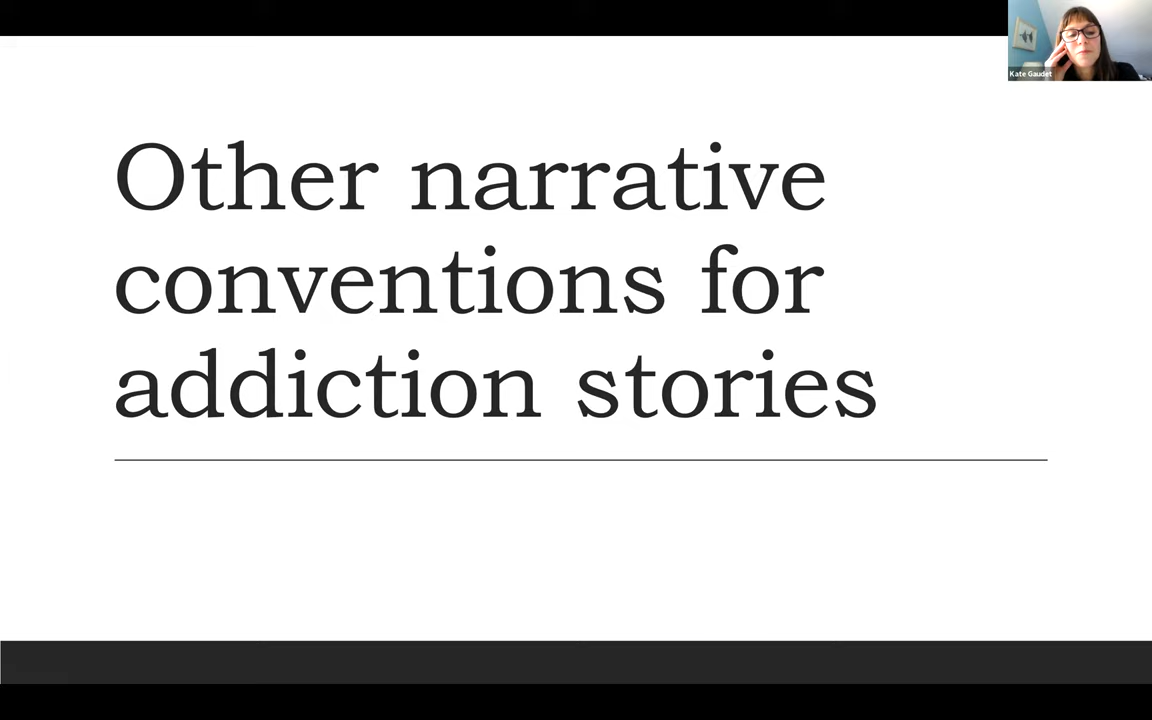 Kate Gaudet
Other narrative
conventions for
addiction stories